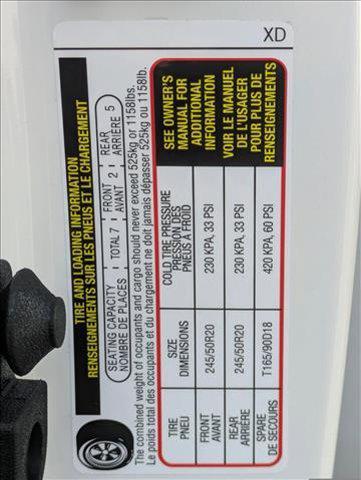 XD
TIRE AND LOADING INFORMATION
RENSEIGNEMENTS SUR LES PNEUS ET LE CHARGEMENT
SEATING CAPACITY TOTAL 7 FRONT 2 REAR 5
NOMBRE DE PLACES AVANT ARRIÈRE
The combined weight of occupants and cargo should never exceed 525kg or 1158lbs.
Le poids total des occupants et du chargement ne doit jamais dépasser 525kg ou 1158lb.
TIRE SIZE COLD TIRE PRESSURE
PNEU DIMENSIONS PRESSION DES PNEUS À FROID
FRONT 245/50R20 230 KPA, 33 PSI
AVANT
REAR 245/50R20 230 KPA, 33 PSI
ARRIÈRE
SPARE T165/90D18 420 KPA, 60 PSI
DE SECOURS
SEE OWNER'S
MANUAL FOR
ADDITIONAL
INFORMATION
VOIR LE MANUEL
DE L'USAGER
POUR PLUS DE
RENSEIGNEMENTS